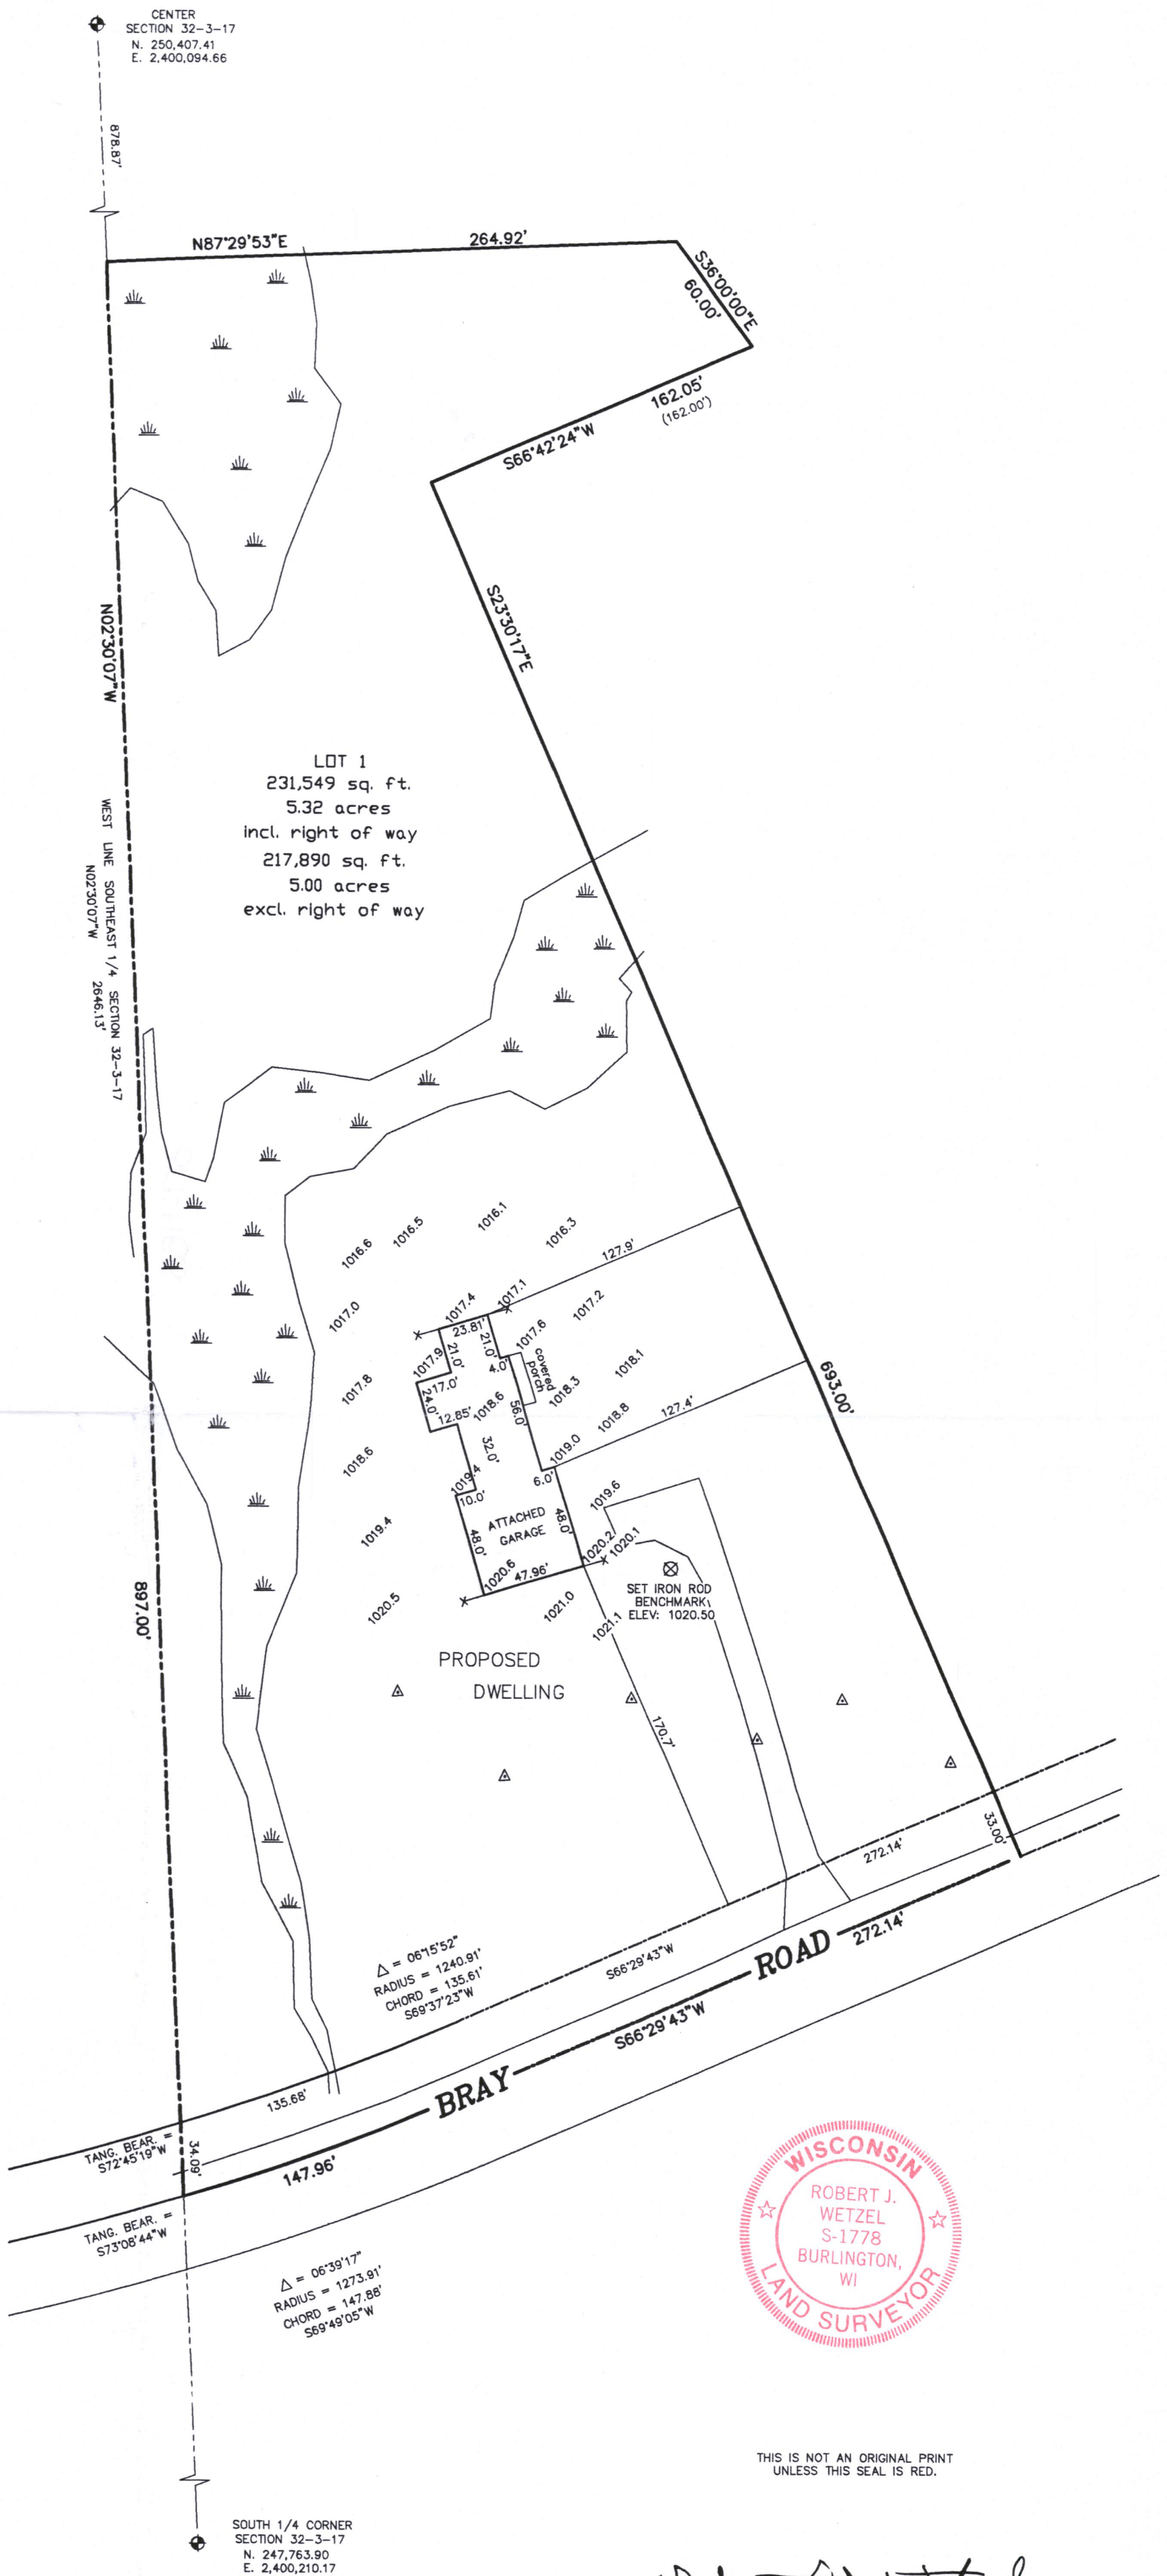 CENTER
SECTION 32-3-17
N. 250,407.41
E. 2,400,094.66
878.87'
N87°29'53"E
264.92'
S36°00'00"E
60.00'
162.05'
(162.00')
S66°42'24"W
S23°30'17"E
N02°30'07"W
LOT 1
231,549 sq. ft.
5.32 acres
incl. right of way
217,890 sq. ft.
5.00 acres
excl. right of way
WEST LINE SOUTHEAST 1/4 SECTION 32-3-17
N02°30'07"W 2646.13'
1016.6
1016.5
1016.1
1016.3
127.9'
1017.0
1017.4
1017.1
1017.2
23.81'
21.0'
21.0'
1017.6
1017.9
4.0'
covered
porch
1018.1
1017.8
17.0'
24.0'
1018.6
1018.3
12.85'
56.0'
1018.8
127.4'
693.00'
1018.6
32.0'
1019.0
1019.4
6.0'
10.0'
1019.6
1019.4
48.0'
ATTACHED
GARAGE
48.0'
1020.2
1020.1
1020.6
47.96'
1020.5
1021.0
1021.1
SET IRON ROD
BENCHMARK
ELEV: 1020.50
897.00'
PROPOSED
DWELLING
170.7'
33.00'
272.14'
Δ = 06°15'52"
RADIUS = 1240.91'
CHORD = 135.61'
S69°37'23"W
S66°29'43"W
BRAY
S66°29'43"W
ROAD
272.14'
135.68'
TANG. BEAR. =
S72°45'19"W
34.09'
147.96'
TANG. BEAR. =
S73°08'44"W
Δ = 06°39'17"
RADIUS = 1273.91'
CHORD = 147.88'
S69°49'05"W
WISCONSIN
ROBERT J.
WETZEL
S-1778
BURLINGTON,
WI
LAND SURVEYOR
THIS IS NOT AN ORIGINAL PRINT
UNLESS THIS SEAL IS RED.
SOUTH 1/4 CORNER
SECTION 32-3-17
N. 247,763.90
E. 2,400,210.17